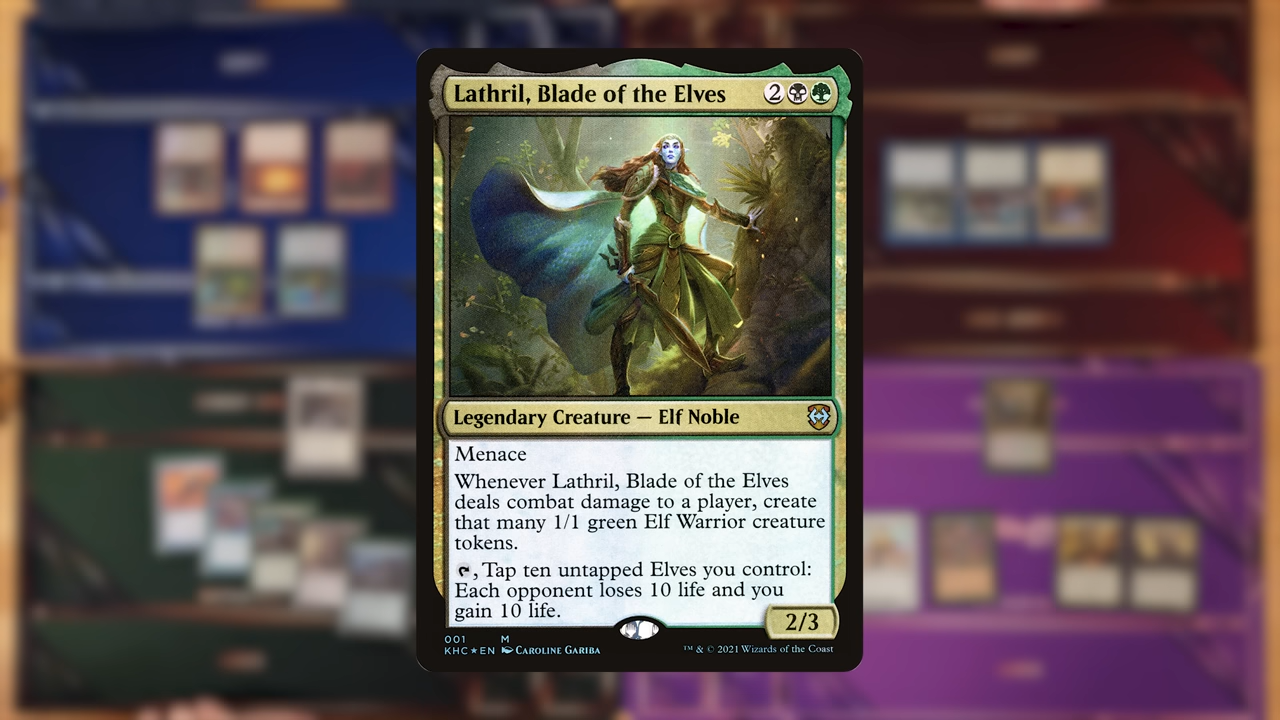 Lathril, Blade of the Elves 2
Legendary Creature — Elf Noble
Menace
Whenever Lathril, Blade of the Elves
deals combat damage to a player, create
that many 1/1 green Elf Warrior creature
tokens.
, Tap ten untapped Elves you control:
Each opponent loses 10 life and you
gain 10 life.
2/3
001 M
KHC★EN CAROLINE GARIBA
™ & © 2021 Wizards of the Coast